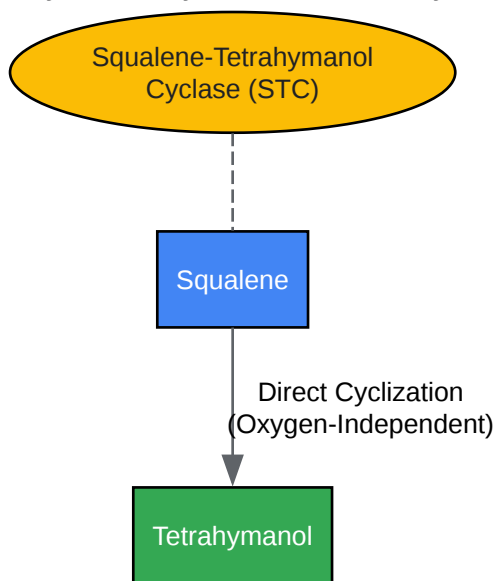 Squalene-Tetrahymanol
Cyclase (STC)
Squalene
Direct Cyclization
(Oxygen-Independent)
Tetrahymanol